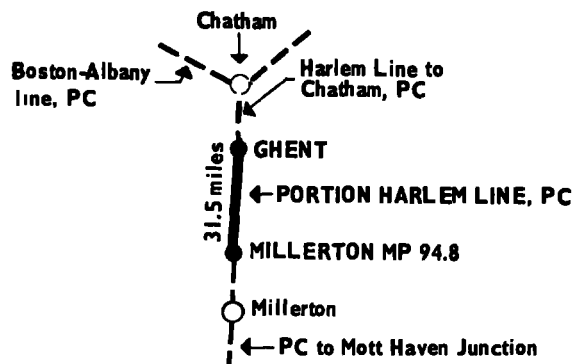 Chatham
Boston-Albany
line, PC
Harlem Line to
Chatham, PC
GHENT
31.5 miles
PORTION HARLEM LINE, PC
MILLERTON MP 94.8
Millerton
PC to Mott Haven Junction